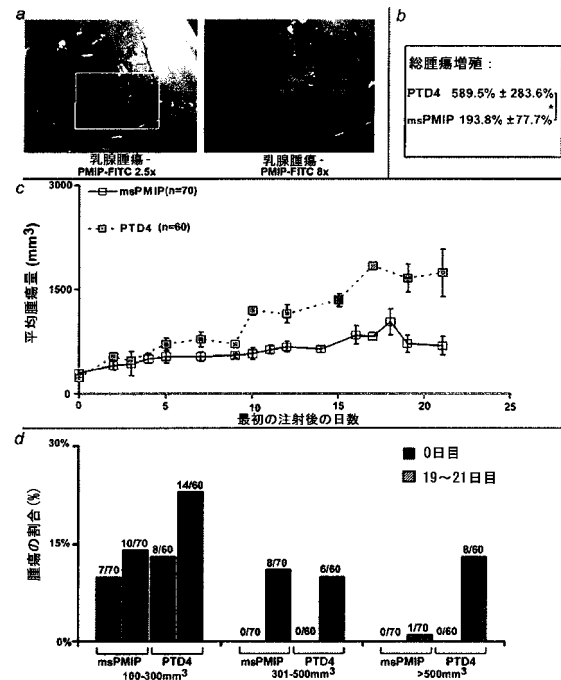 a
乳腺腫瘍-
PMIP-FITC 2.5x
乳腺腫瘍-
PMIP-FITC 8x
b
総腫瘍増殖:
PTD4 589.5% ± 283.6%
*
msPMIP 193.8% ±77.7%
c
平均腫瘍量 (mm3)
3000
1500
0
msPMIP(n=70)
PTD4 (n=60)
0 5 10 15 20 25
最初の注射後の日数
d
腫瘍の割合(%)
30%
15%
0%
0日目
19~21日目
7/70 10/70 8/60 14/60
0/70 8/70 0/60 6/60
0/70 1/70 0/60 8/60
msPMIP PTD4 msPMIP PTD4 msPMIP PTD4
100-300mm3 301-500mm3 >500mm3